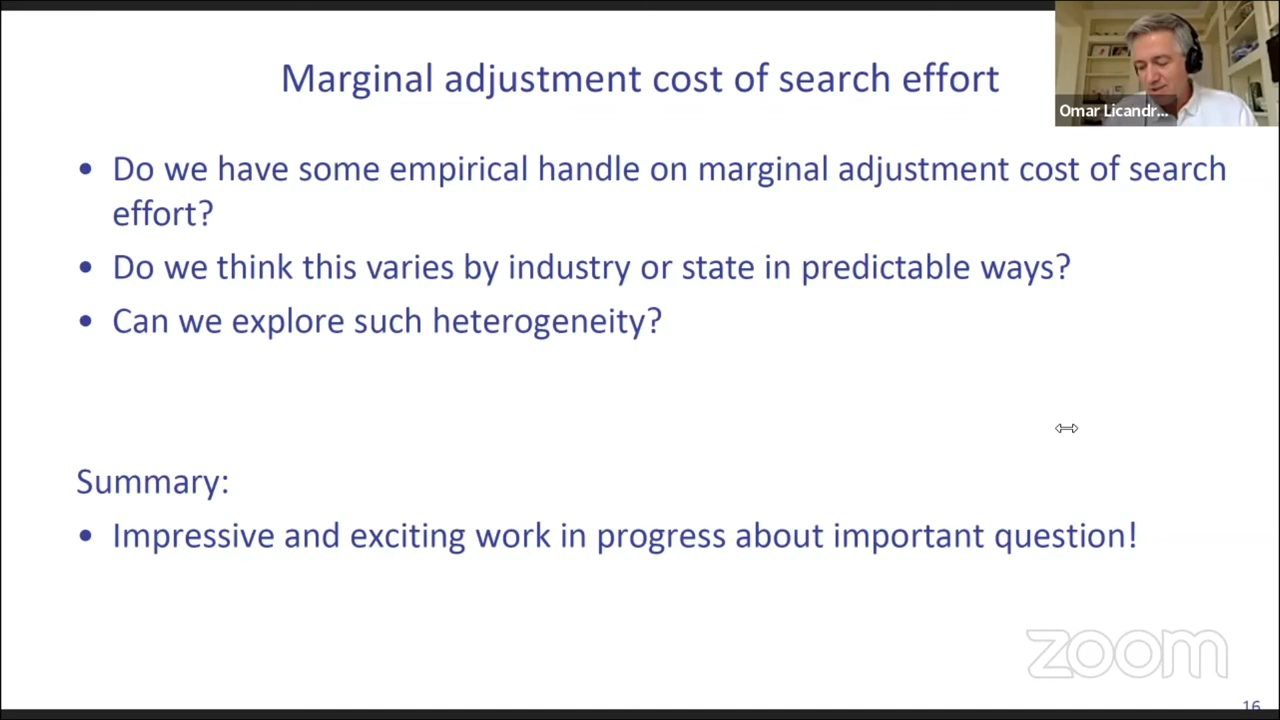 Marginal adjustment cost of search effort
Omar Licandr...
• Do we have some empirical handle on marginal adjustment cost of search
effort?
• Do we think this varies by industry or state in predictable ways?
• Can we explore such heterogeneity?
Summary:
• Impressive and exciting work in progress about important question!
zoom
16